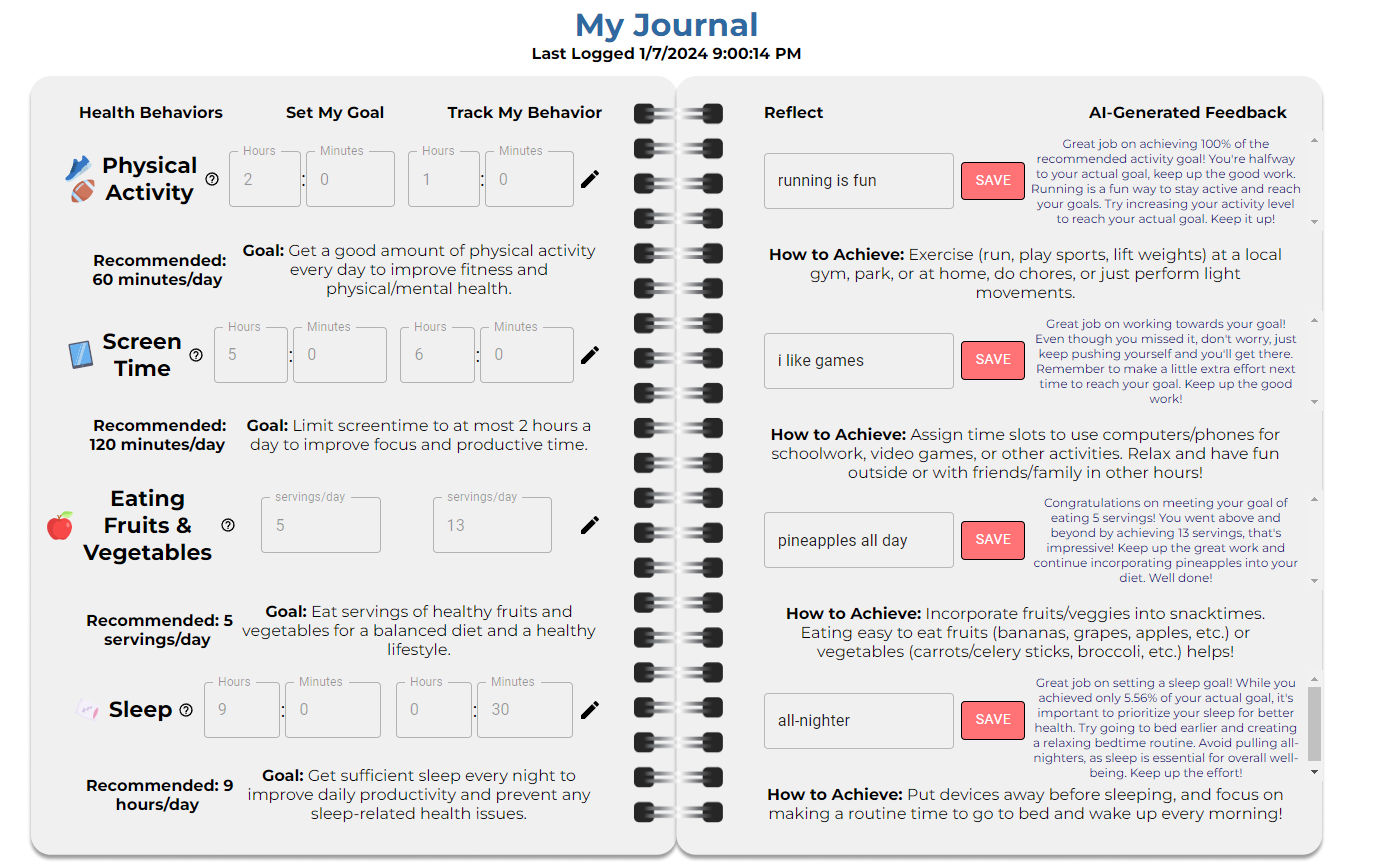 My Journal
Last Logged 1/7/2024 9:00:14 PM
Health Behaviors
Set My Goal
Track My Behavior
Physical
Activity
Hours
2
:
Minutes
0
Hours
1
:
Minutes
0
Recommended:
60 minutes/day
Goal: Get a good amount of physical activity
every day to improve fitness and
physical/mental health.
Screen
Time
Hours
5
:
Minutes
0
Hours
6
:
Minutes
0
Recommended:
120 minutes/day
Goal: Limit screentime to at most 2 hours a
day to improve focus and productive time.
Eating
Fruits &
Vegetables
servings/day
5
servings/day
13
Recommended: 5
servings/day
Goal: Eat servings of healthy fruits and
vegetables for a balanced diet and a healthy
lifestyle.
Sleep
Hours
9
:
Minutes
0
Hours
0
:
Minutes
30
Recommended: 9
hours/day
Goal: Get sufficient sleep every night to
improve daily productivity and prevent any
sleep-related health issues.
Reflect
AI-Generated Feedback
running is fun
SAVE
Great job on achieving 100% of the
recommended activity goal! You're halfway
to your actual goal, keep up the good work.
Running is a fun way to stay active and reach
your goals. Try increasing your activity level
to reach your actual goal. Keep it up!
How to Achieve: Exercise (run, play sports, lift weights) at a local
gym, park, or at home, do chores, or just perform light
movements.
i like games
SAVE
Great job on working towards your goal!
Even though you missed it, don't worry, just
keep pushing yourself and you'll get there.
Remember to make a little extra effort next
time to reach your goal. Keep up the good
work!
How to Achieve: Assign time slots to use computers/phones for
schoolwork, video games, or other activities. Relax and have fun
outside or with friends/family in other hours!
pineapples all day
SAVE
Congratulations on meeting your goal of
eating 5 servings! You went above and
beyond by achieving 13 servings, that's
impressive! Keep up the great work and
continue incorporating pineapples into your
diet. Well done!
How to Achieve: Incorporate fruits/veggies into snacktimes.
Eating easy to eat fruits (bananas, grapes, apples, etc.) or
vegetables (carrots/celery sticks, broccoli, etc.) helps!
all-nighter
SAVE
Great job on setting a sleep goal! While you
achieved only 5.56% of your actual goal, it's
important to prioritize your sleep for better
health. Try going to bed earlier and creating
a relaxing bedtime routine. Avoid pulling all-
nighters, as sleep is essential for overall well-
being. Keep up the effort!
How to Achieve: Put devices away before sleeping, and focus on
making a routine time to go to bed and wake up every morning!